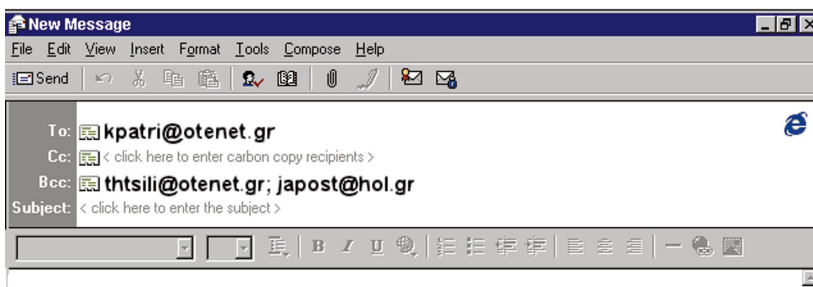 New Message
File Edit View Insert Format Tools Compose Help
Send
To: kpatri@otenet.gr
Cc: < click here to enter carbon copy recipients >
Bcc: thtsili@otenet.gr; japost@hol.gr
Subject: < click here to enter the subject >
B I U